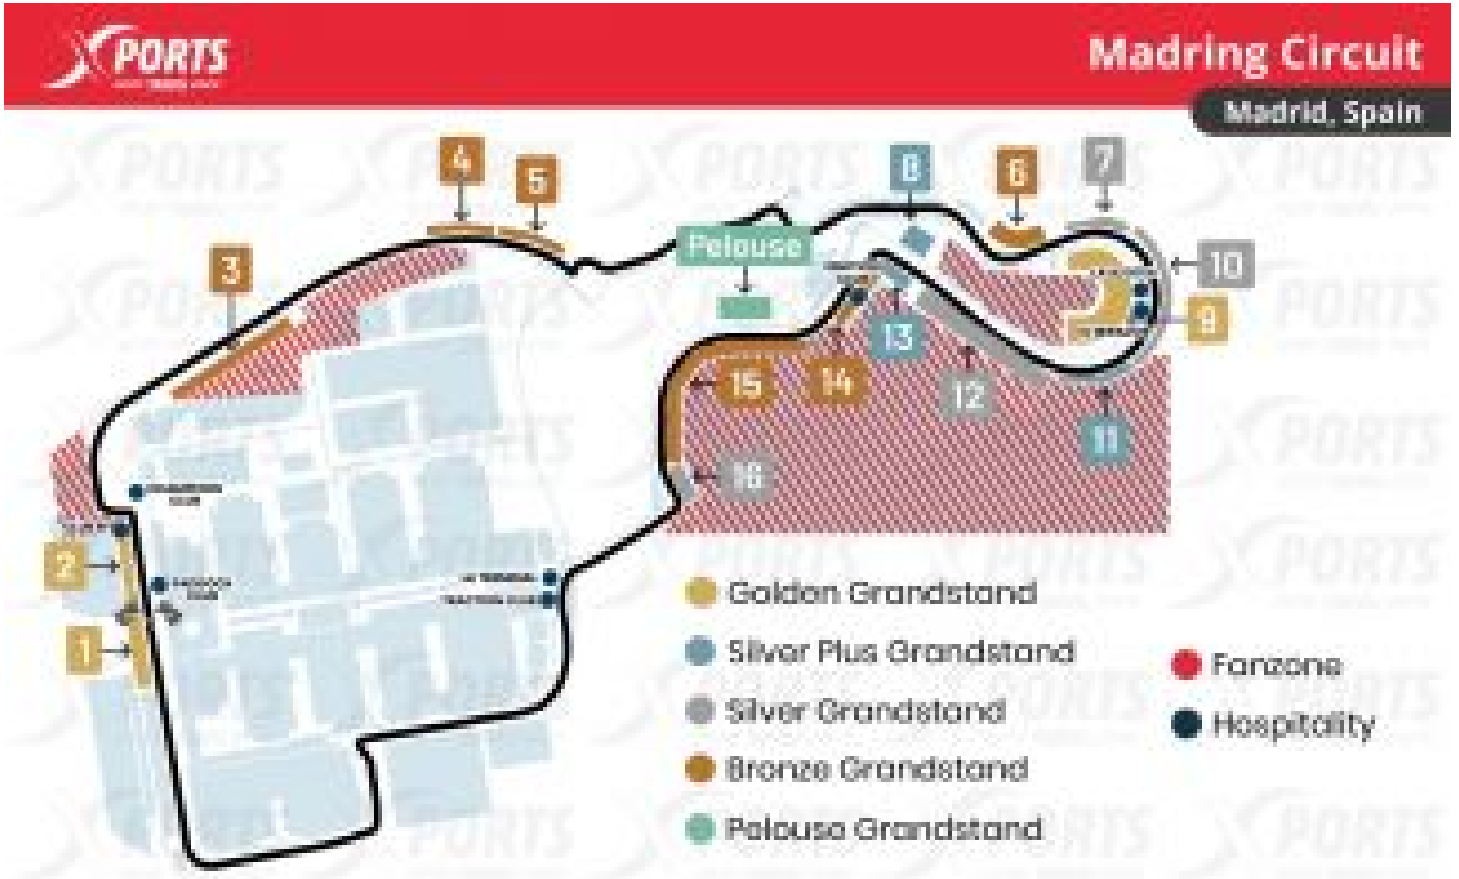 XPORTS
Madring Circuit
Madrid, Spain
4
5
8
6
7
3
Pelouse
10
9
13
15
14
12
11
16
2
1
Golden Grandstand
Silver Plus Grandstand
Silver Grandstand
Bronze Grandstand
Pelouse Grandstand
Fanzone
Hospitality